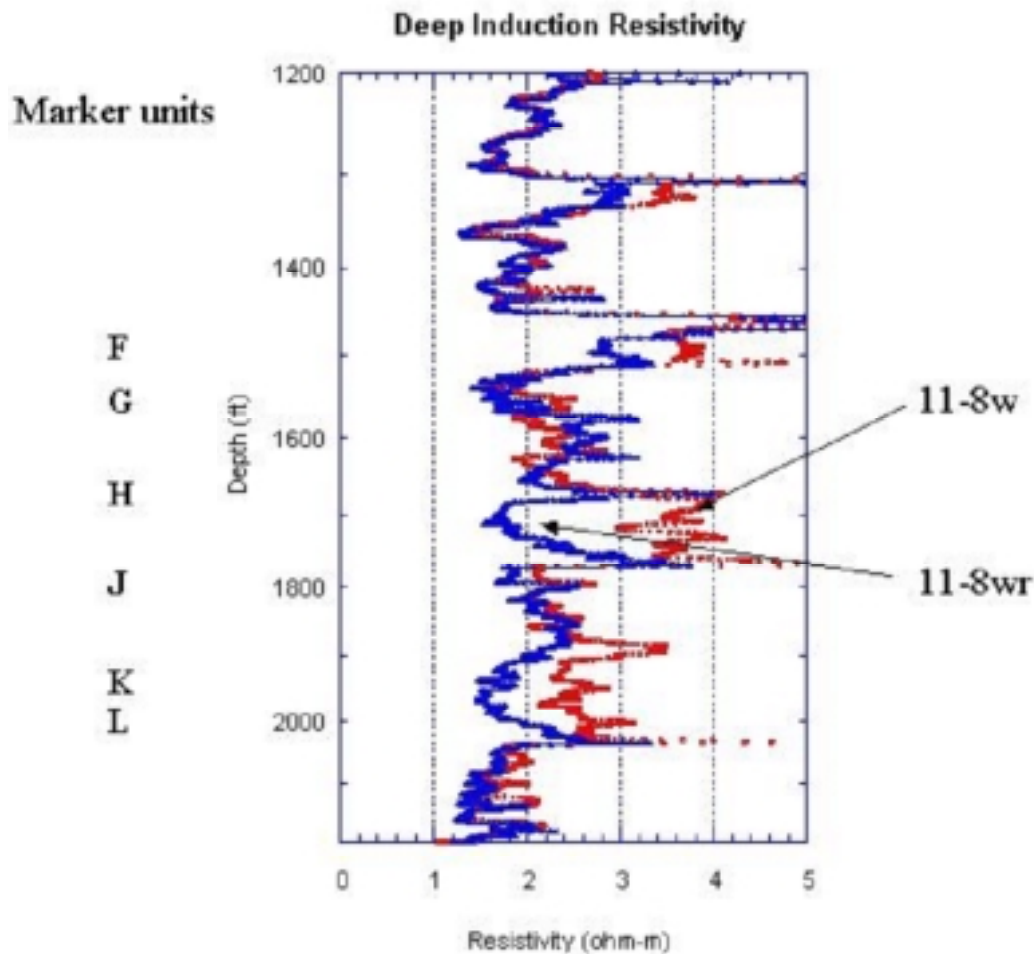 Deep Induction Resistivity
Marker units
1200
1400
F
G
11-8w
1600
Depth (ft)
H
J
1800
11-8wr
K
L
2000
0 1 2 3 4 5
Resistivity (ohm-m)